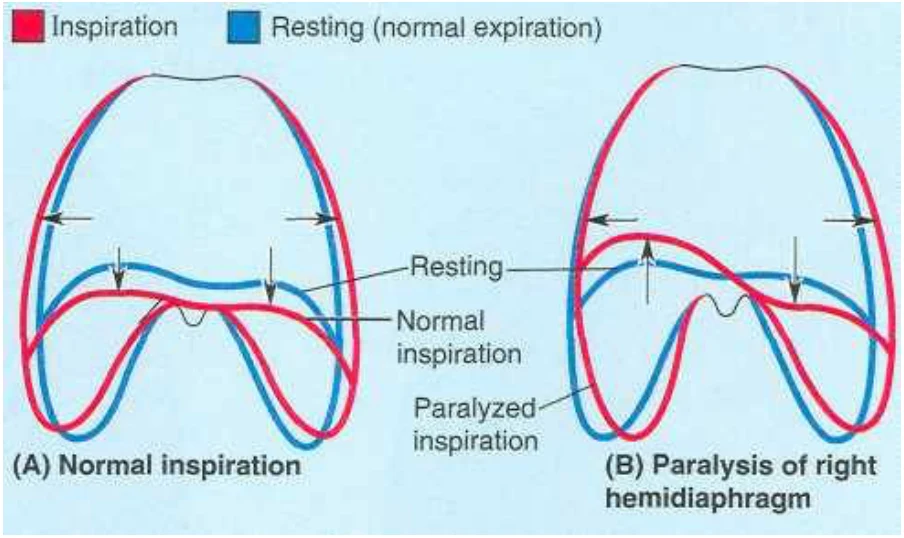 Inspiration
Resting (normal expiration)
Resting
Normal
inspiration
Paralyzed
inspiration
(A) Normal inspiration
(B) Paralysis of right
hemidiaphragm